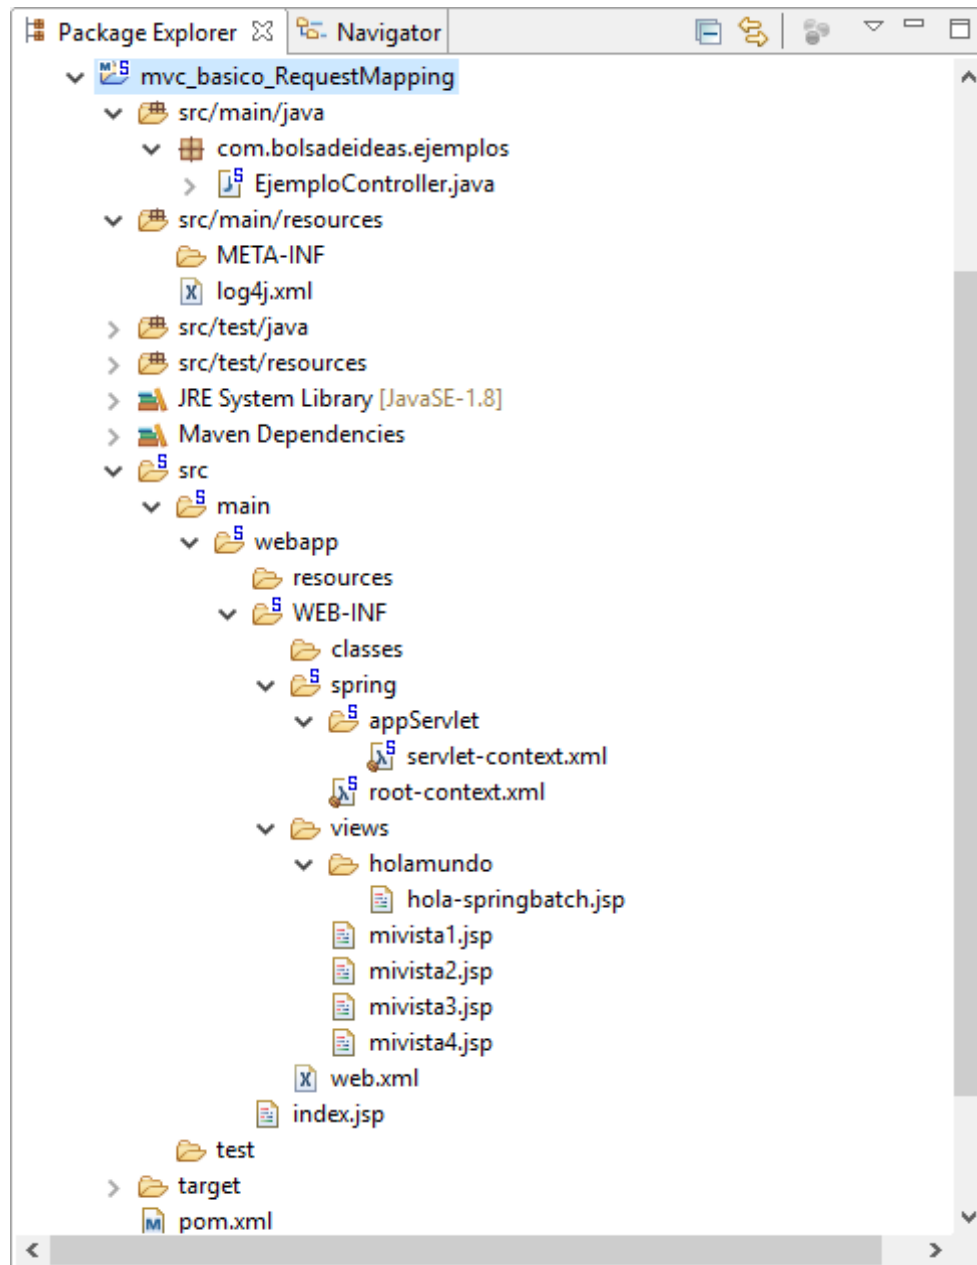 Package Explorer Navigator
mvc_basico_RequestMapping
src/main/java
com.bolsadeideas.ejemplos
EjemploController.java
src/main/resources
META-INF
log4j.xml
src/test/java
src/test/resources
JRE System Library [JavaSE-1.8]
Maven Dependencies
src
main
webapp
resources
WEB-INF
classes
spring
appServlet
servlet-context.xml
root-context.xml
views
holamundo
hola-springbatch.jsp
mivista1.jsp
mivista2.jsp
mivista3.jsp
mivista4.jsp
web.xml
index.jsp
test
target
pom.xml